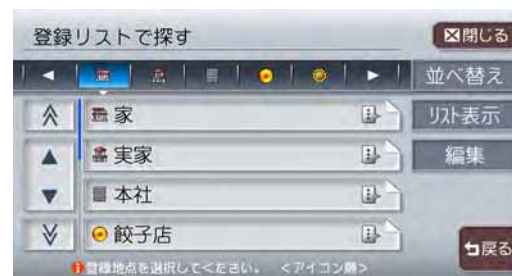 登録リストで探す
閉じる
並べ替え
家
リスト表示
実家
編集
本社
餃子店
戻る
登録地点を選択してください。 <アイコン順>